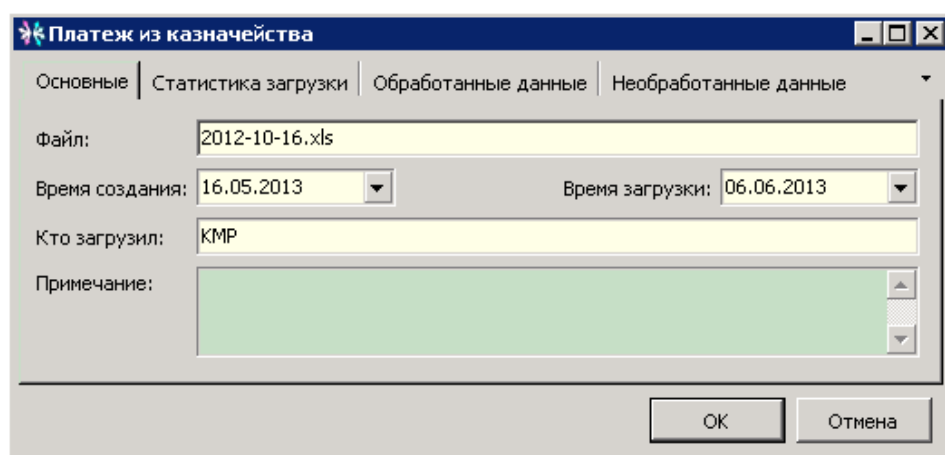 Платеж из казначейства
Основные Статистика загрузки Обработанные данные Необработанные данные
Файл: 2012-10-16.xls
Время создания: 16.05.2013 Время загрузки: 06.06.2013
Кто загрузил: KMP
Примечание:
OK Отмена